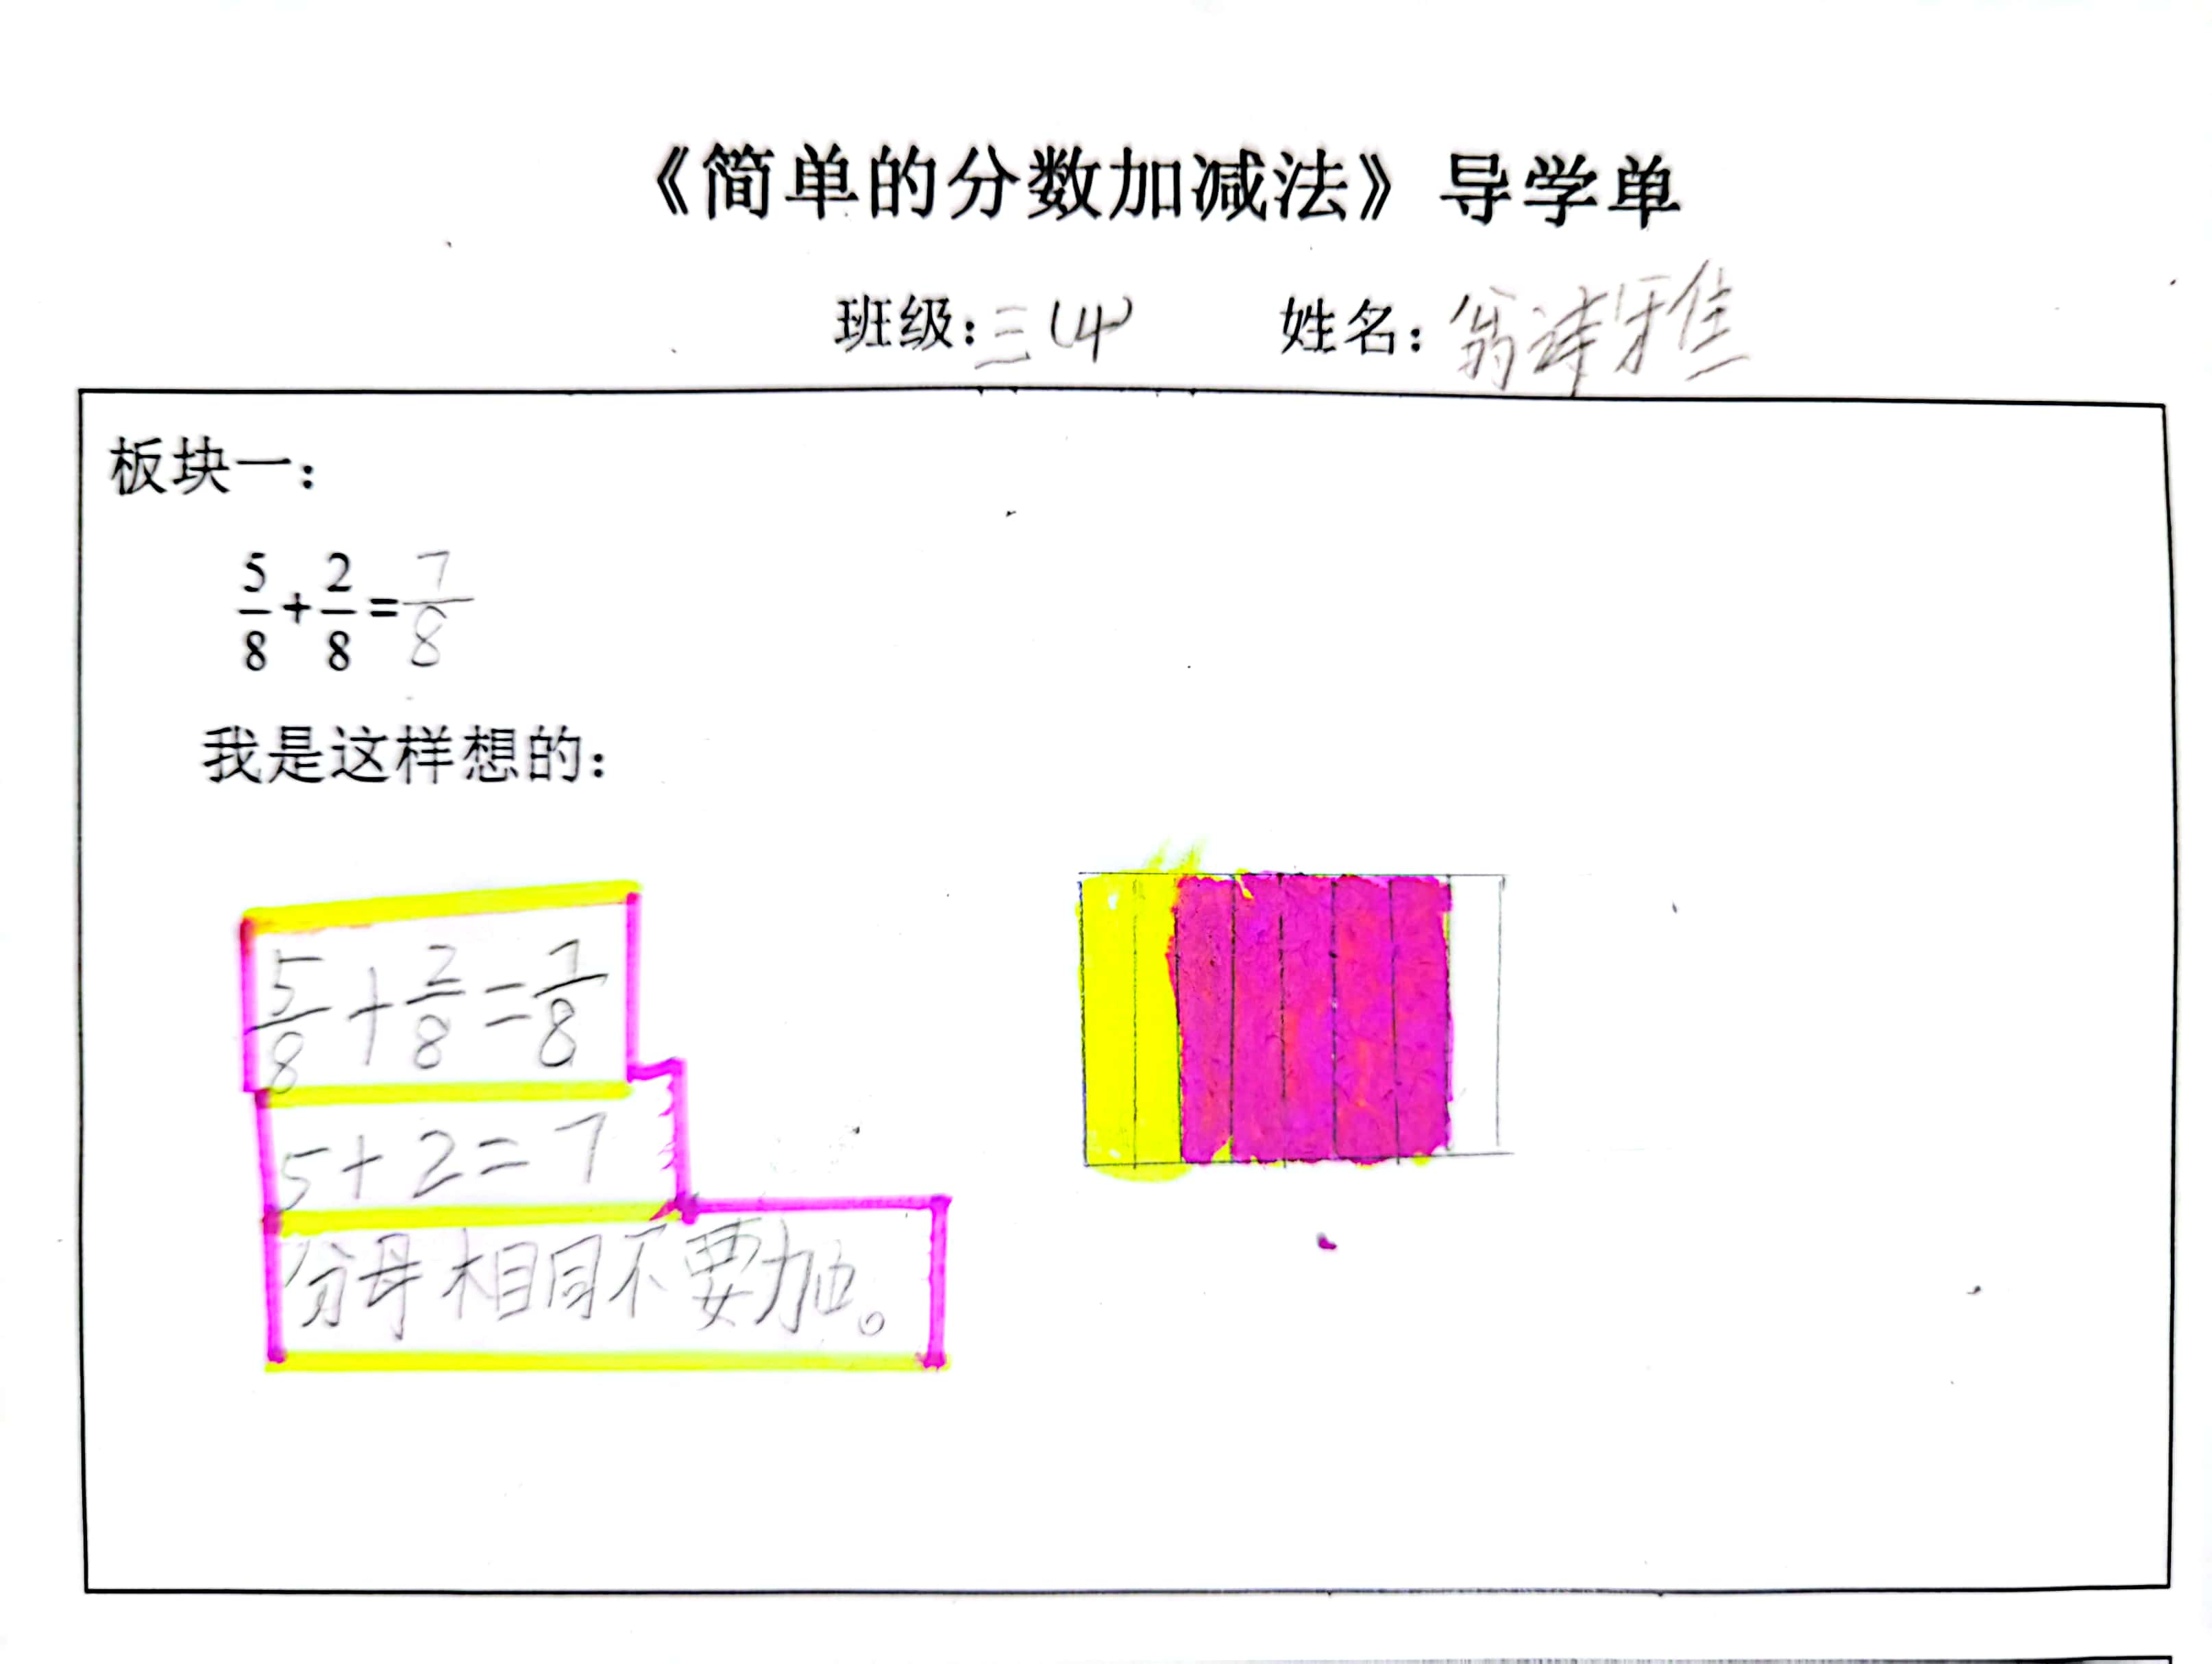 《简单的分数加减法》导学单
班级：三(4) 姓名：翁诗雅
板块一：
5/8+2/8=7/8
我是这样想的：
5/8+2/8=7/8
5+2=7
分母相同不要加。